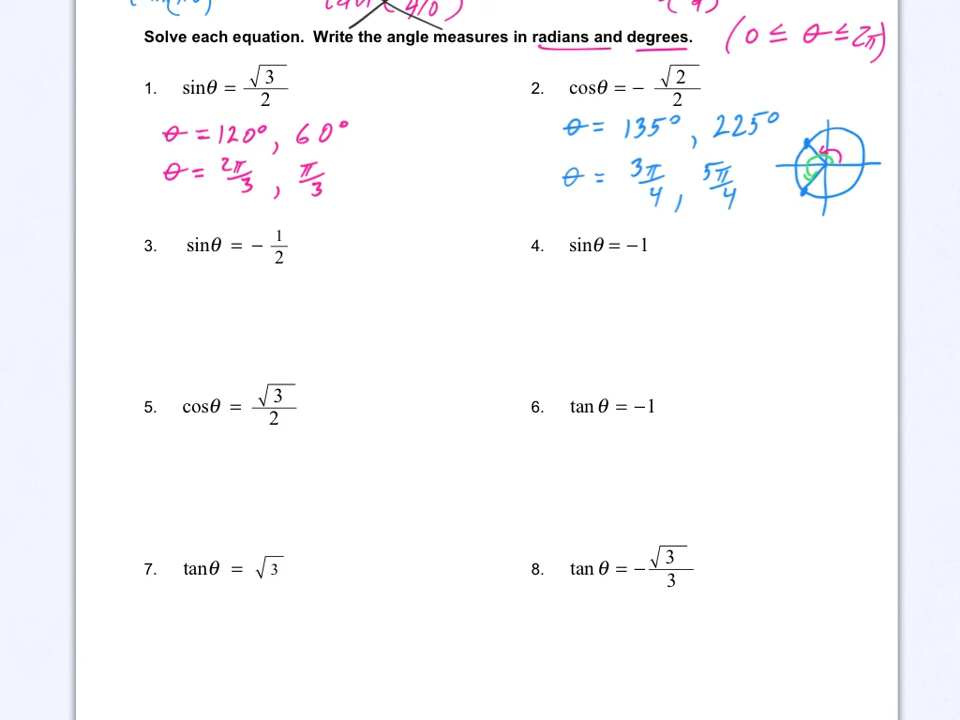 Solve each equation. Write the angle measures in radians and degrees. (0 ≤ θ ≤ 2π)
1. sinθ = √3/2
θ = 120°, 60°
θ = 2π/3, π/3
2. cosθ = − √2/2
θ = 135°, 225°
θ = 3π/4, 5π/4
3. sinθ = − 1/2
4. sinθ = −1
5. cosθ = √3/2
6. tan θ = −1
7. tanθ = √3
8. tan θ = − √3/3